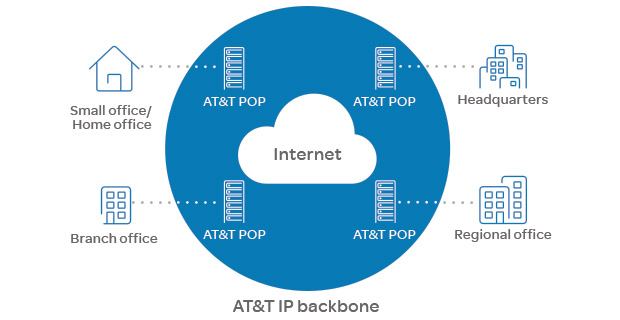 AT&T POP
AT&T POP
Headquarters
Small office/
Home office
Internet
AT&T POP
AT&T POP
Branch office
Regional office
AT&T IP backbone